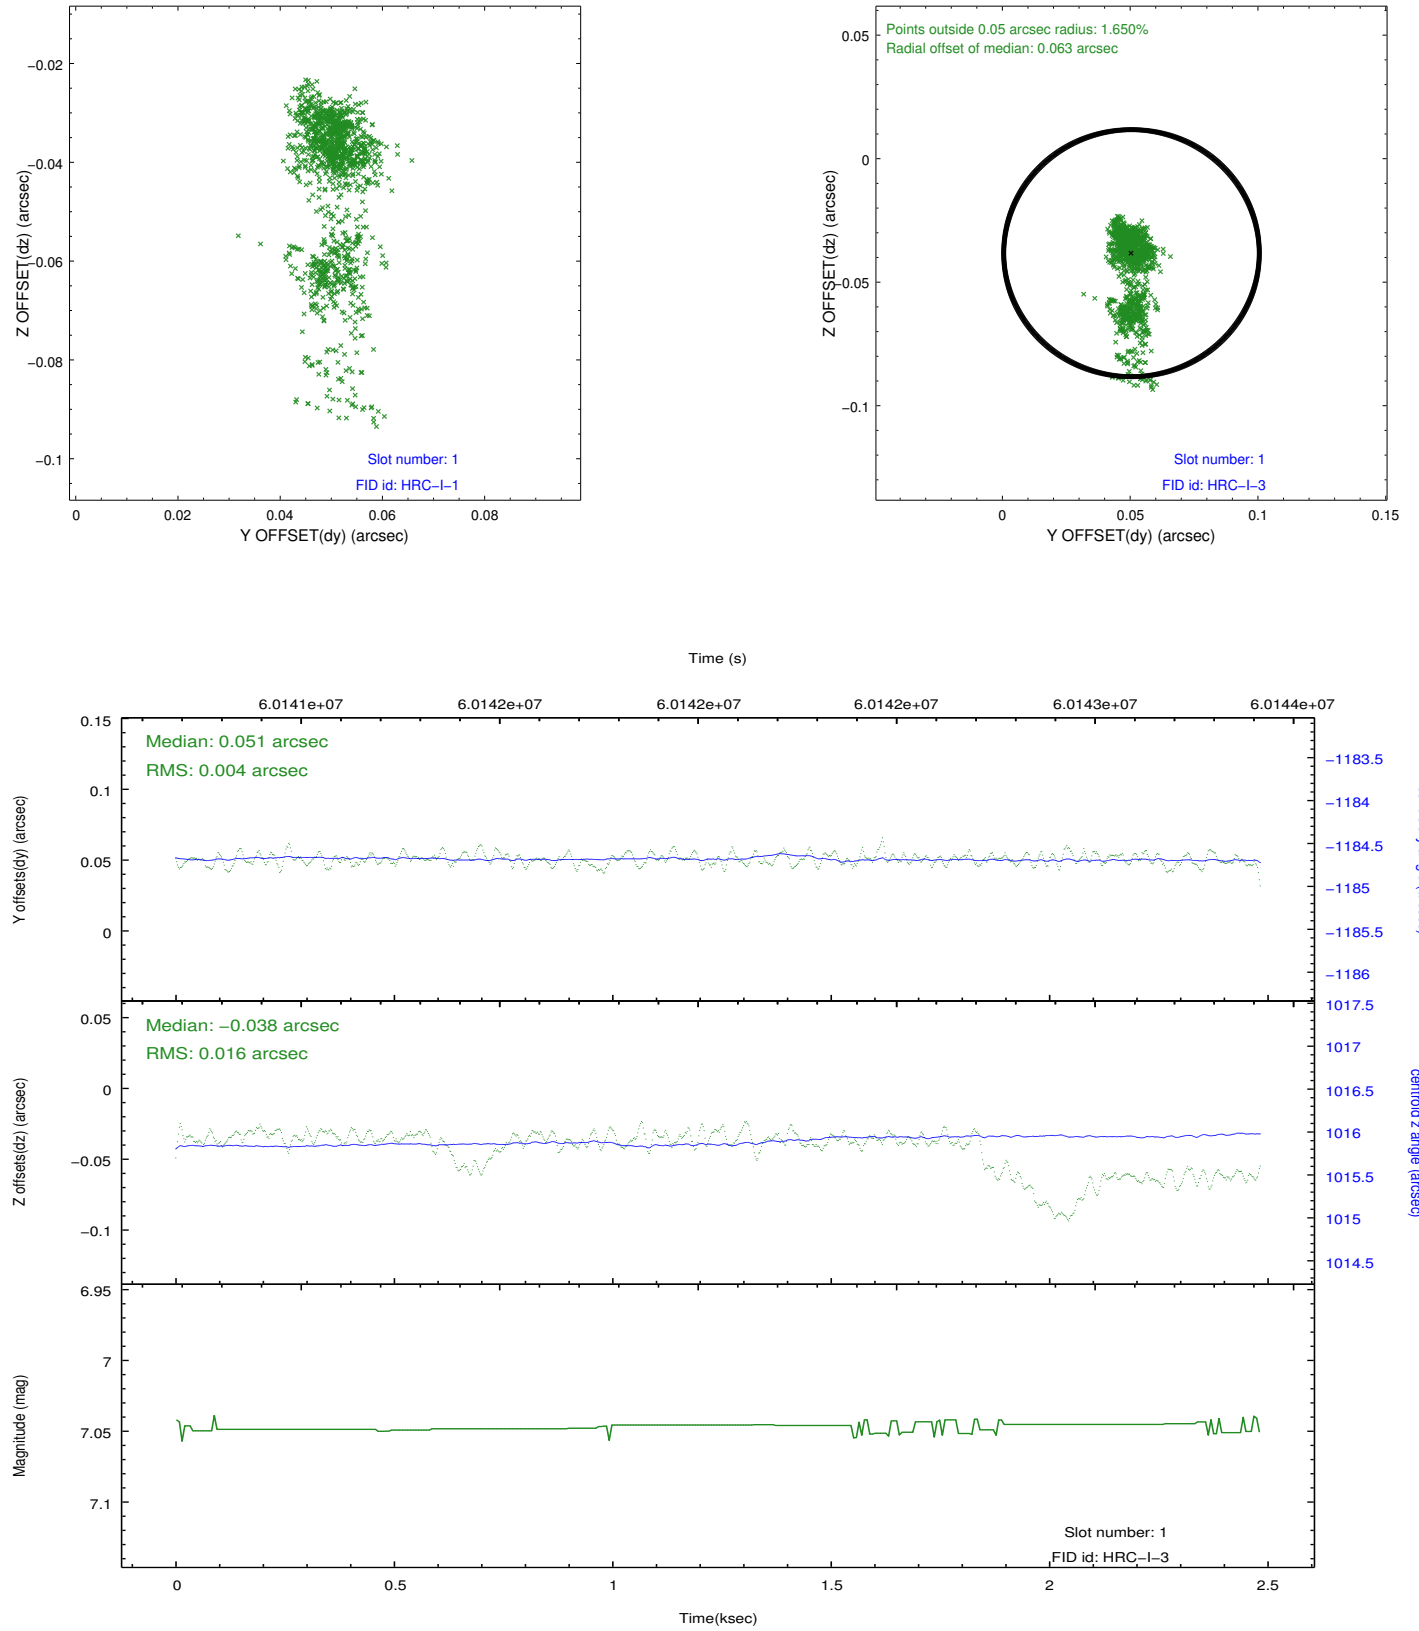 −0.02
−0.04
−0.06
−0.08
−0.1
Z OFFSET(dz) (arcsec)
Slot number: 1
FID id: HRC−I−1
0 0.02 0.04 0.06 0.08
Y OFFSET(dy) (arcsec)
Points outside 0.05 arcsec radius: 1.650%
Radial offset of median: 0.063 arcsec
0.05
0
−0.05
−0.1
Z OFFSET(dz) (arcsec)
Slot number: 1
FID id: HRC−I−3
0 0.05 0.1 0.15
Y OFFSET(dy) (arcsec)
Time (s)
6.0141e+07 6.0142e+07 6.0142e+07 6.0142e+07 6.0143e+07 6.0144e+07
Median: 0.051 arcsec
RMS: 0.004 arcsec
0.15
0.1
0.05
0
Y offsets(dy) (arcsec)
−1183.5
−1184
−1184.5
−1185
−1185.5
−1186
Median: −0.038 arcsec
RMS: 0.016 arcsec
0.05
0
−0.05
−0.1
Z offsets(dz) (arcsec)
1017.5
1017
1016.5
1016
1015.5
1015
1014.5
centroid z angle (arcsec)
6.95
7
7.05
7.1
Magnitude (mag)
Slot number: 1
FID id: HRC−I−3
0 0.5 1 1.5 2 2.5
Time(ksec)